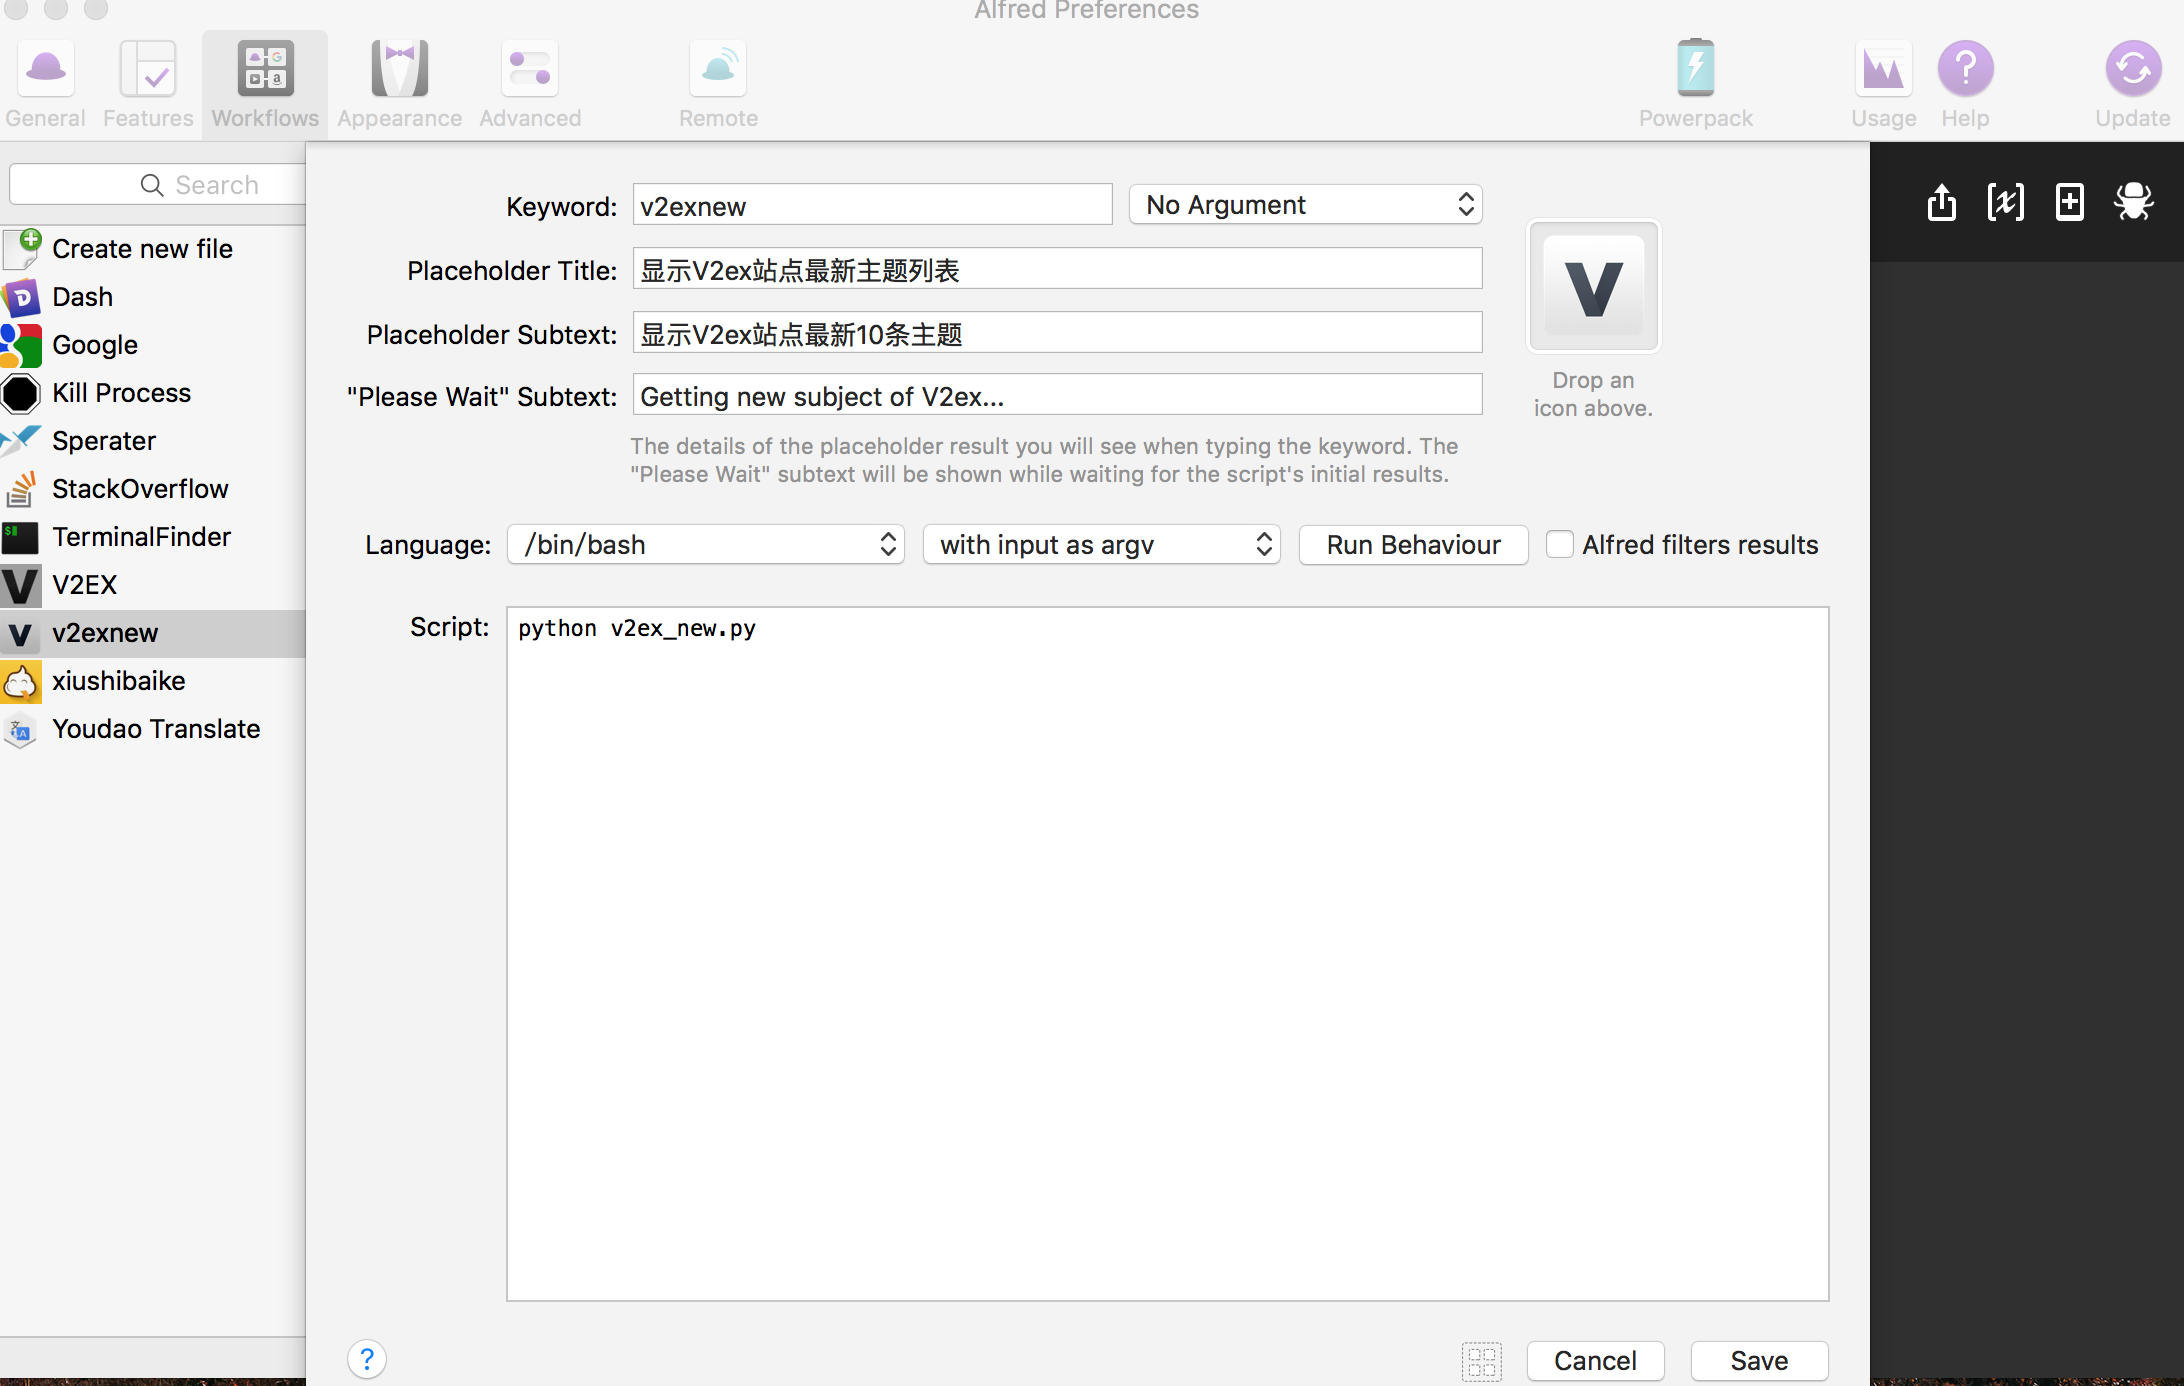 Alfred Preferences
General
Features
Workflows
Appearance
Advanced
Remote
Powerpack
Usage
Help
Update
Search
Create new file
Dash
Google
Kill Process
Sperater
StackOverflow
TerminalFinder
V2EX
v2exnew
xiushibaike
Youdao Translate
Keyword: v2exnew No Argument
Placeholder Title: 显示V2ex站点最新主题列表
Placeholder Subtext: 显示V2ex站点最新10条主题
"Please Wait" Subtext: Getting new subject of V2ex...
Drop an
icon above.
The details of the placeholder result you will see when typing the keyword. The
"Please Wait" subtext will be shown while waiting for the script's initial results.
Language: /bin/bash with input as argv Run Behaviour Alfred filters results
Script: python v2ex_new.py
? Cancel Save